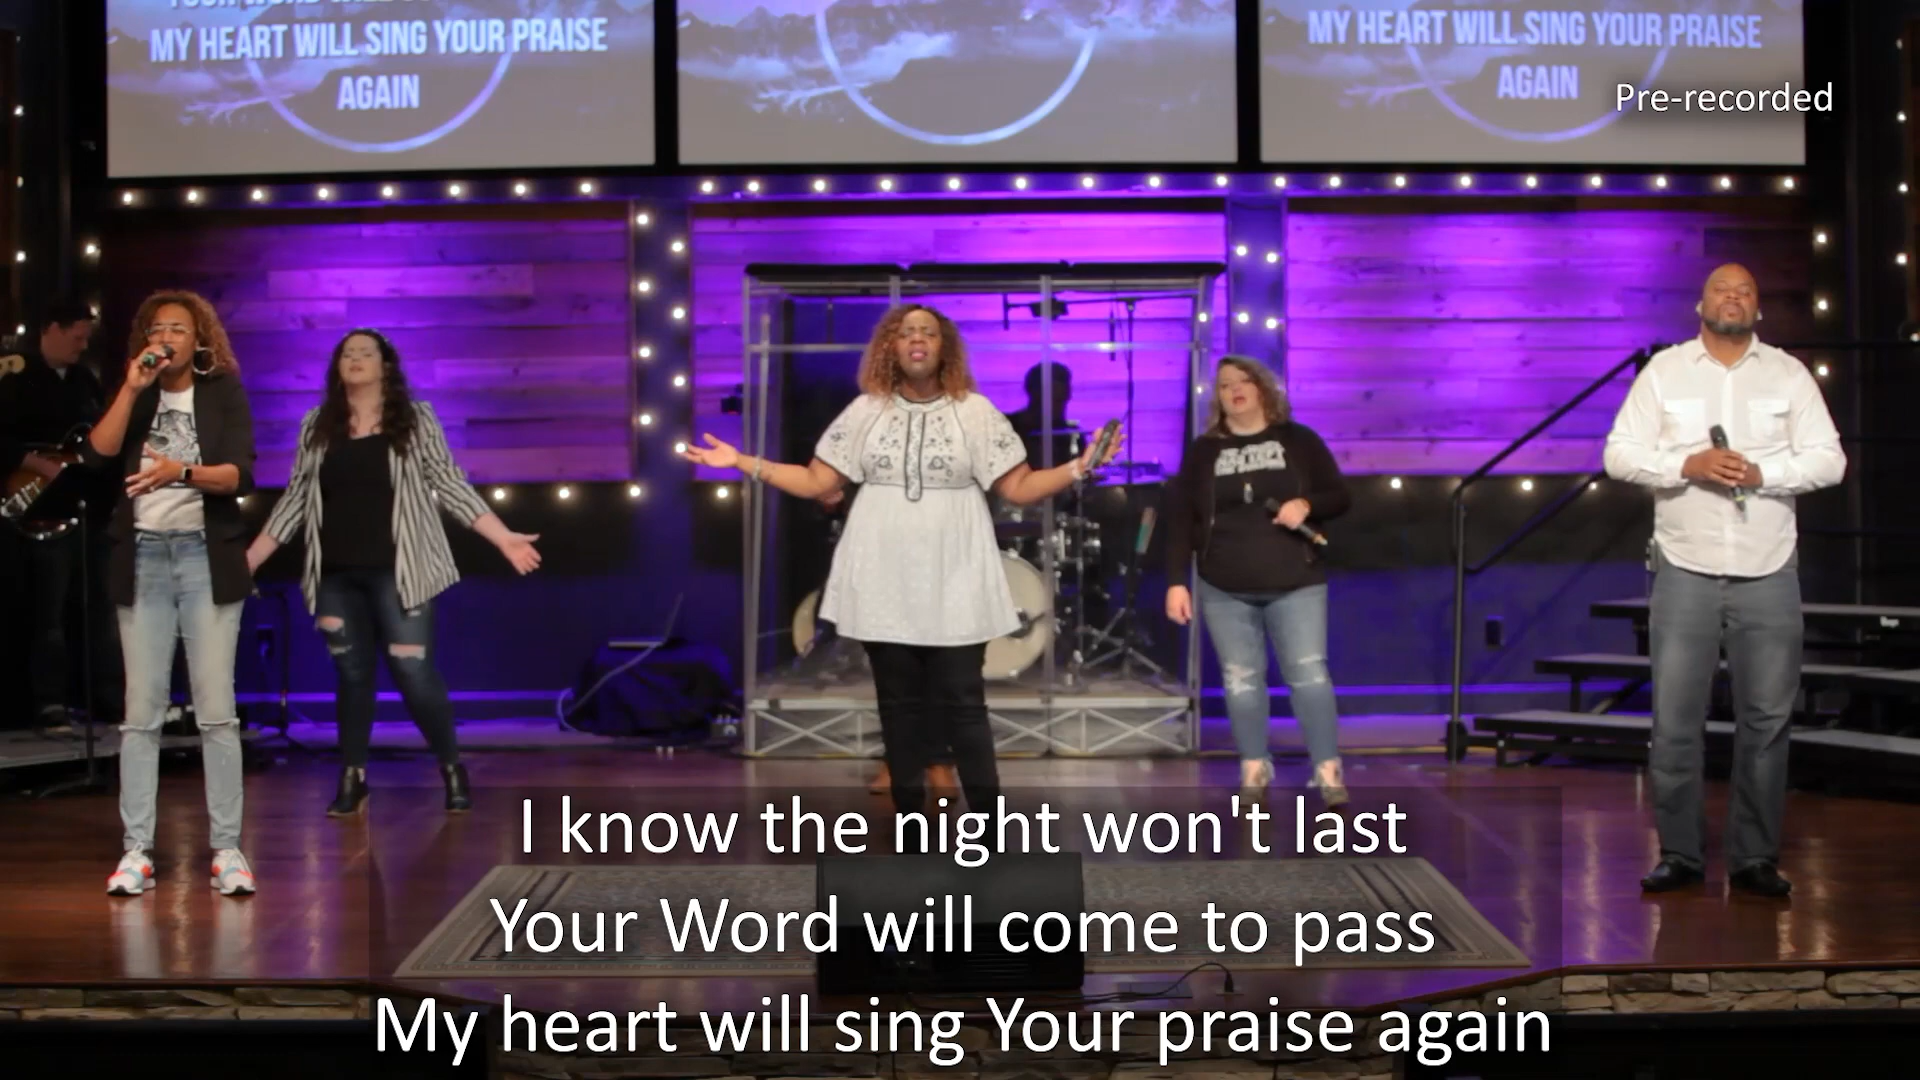 MY HEART WILL SING YOUR PRAISE
AGAIN
MY HEART WILL SING YOUR PRAISE
AGAIN
Pre-recorded
I know the night won't last
Your Word will come to pass
My heart will sing Your praise again